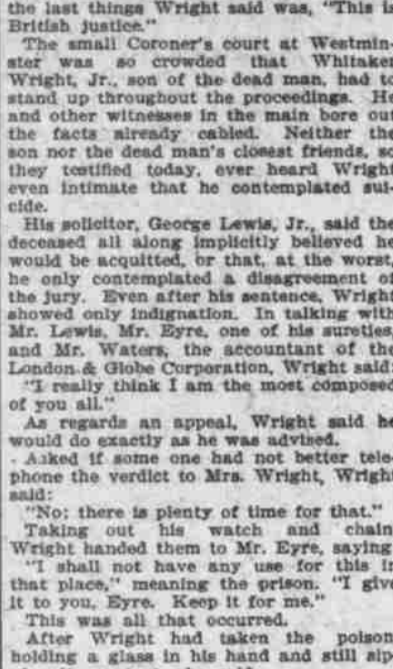 the last things Wright said was, "This is
British justice."
The small Coroner's court at Westmin-
ster was so crowded that Whitaker
Wright, Jr., son of the dead man, had to
stand up throughout the proceedings. He
and other witnesses in the main bore out
the facts already cabled. Neither the
son nor the dead man's closest friends, so
they testified today, ever heard Wright
even intimate that he contemplated sui-
cide.
His solicitor, George Lewis, Jr., said the
deceased all along implicitly believed he
would be acquitted, or that, at the worst,
he only contemplated a disagreement of
the jury. Even after his sentence, Wright
showed only indignation. In talking with
Mr. Lewis, Mr. Eyre, one of his sureties,
and Mr. Waters, the accountant of the
London & Globe Corporation, Wright said:
"I really think I am the most composed
of you all."
As regards an appeal, Wright said he
would do exactly as he was advised.
Asked if some one had not better tele-
phone the verdict to Mrs. Wright, Wright
said:
"No; there is plenty of time for that."
Taking out his watch and chain
Wright handed them to Mr. Eyre, saying
"I shall not have any use for this in
that place," meaning the prison. "I give
it to you, Eyre. Keep it for me."
This was all that occurred.
After Wright had taken the poison
holding a glass in his hand and still sip-